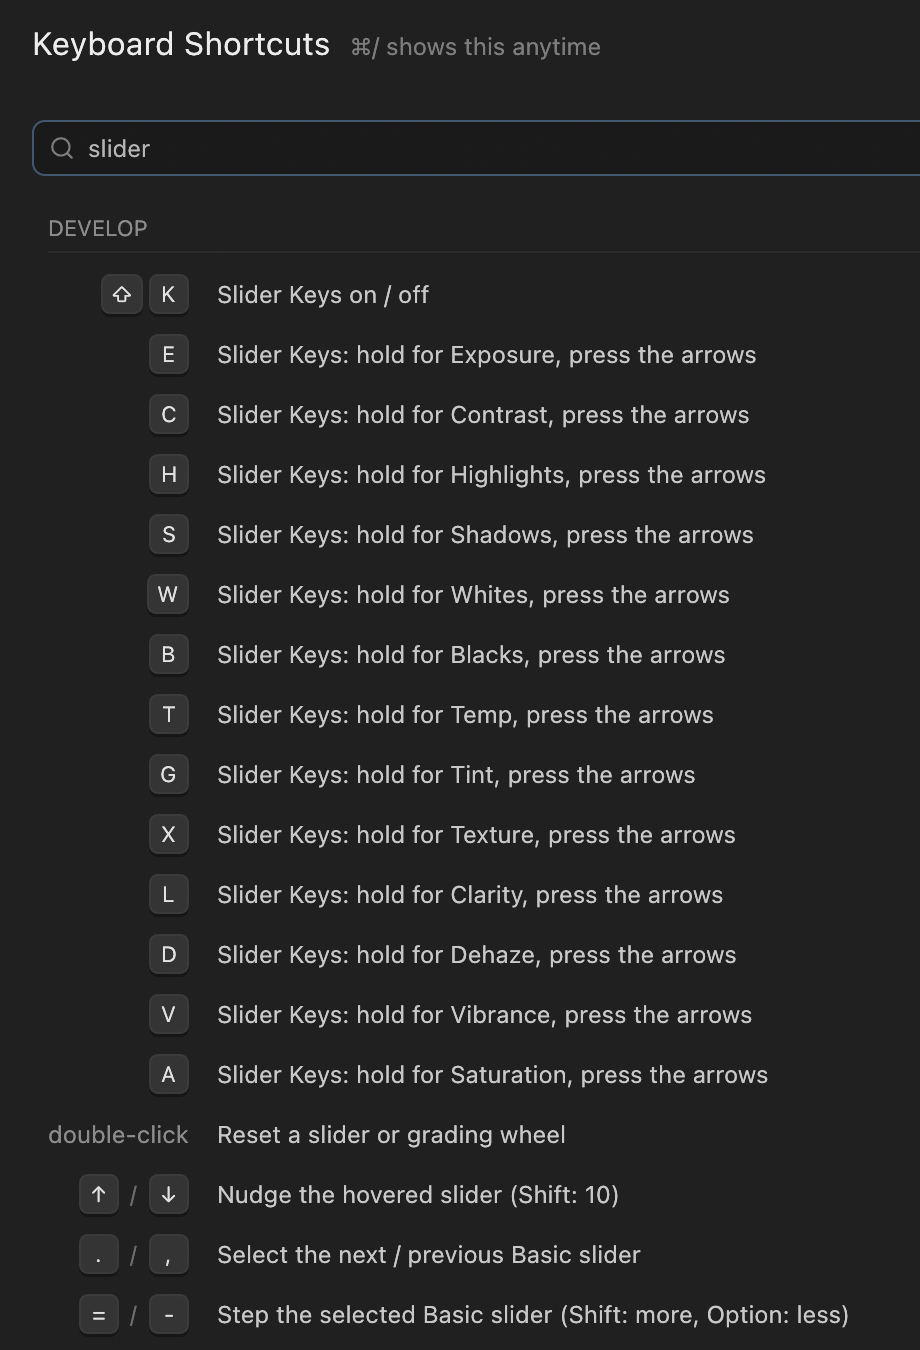 Keyboard Shortcuts ⌘/ shows this anytime
slider
DEVELOP
⇧ K Slider Keys on / off
E Slider Keys: hold for Exposure, press the arrows
C Slider Keys: hold for Contrast, press the arrows
H Slider Keys: hold for Highlights, press the arrows
S Slider Keys: hold for Shadows, press the arrows
W Slider Keys: hold for Whites, press the arrows
B Slider Keys: hold for Blacks, press the arrows
T Slider Keys: hold for Temp, press the arrows
G Slider Keys: hold for Tint, press the arrows
X Slider Keys: hold for Texture, press the arrows
L Slider Keys: hold for Clarity, press the arrows
D Slider Keys: hold for Dehaze, press the arrows
V Slider Keys: hold for Vibrance, press the arrows
A Slider Keys: hold for Saturation, press the arrows
double-click Reset a slider or grading wheel
↑ / ↓ Nudge the hovered slider (Shift: 10)
. / , Select the next / previous Basic slider
= / - Step the selected Basic slider (Shift: more, Option: less)